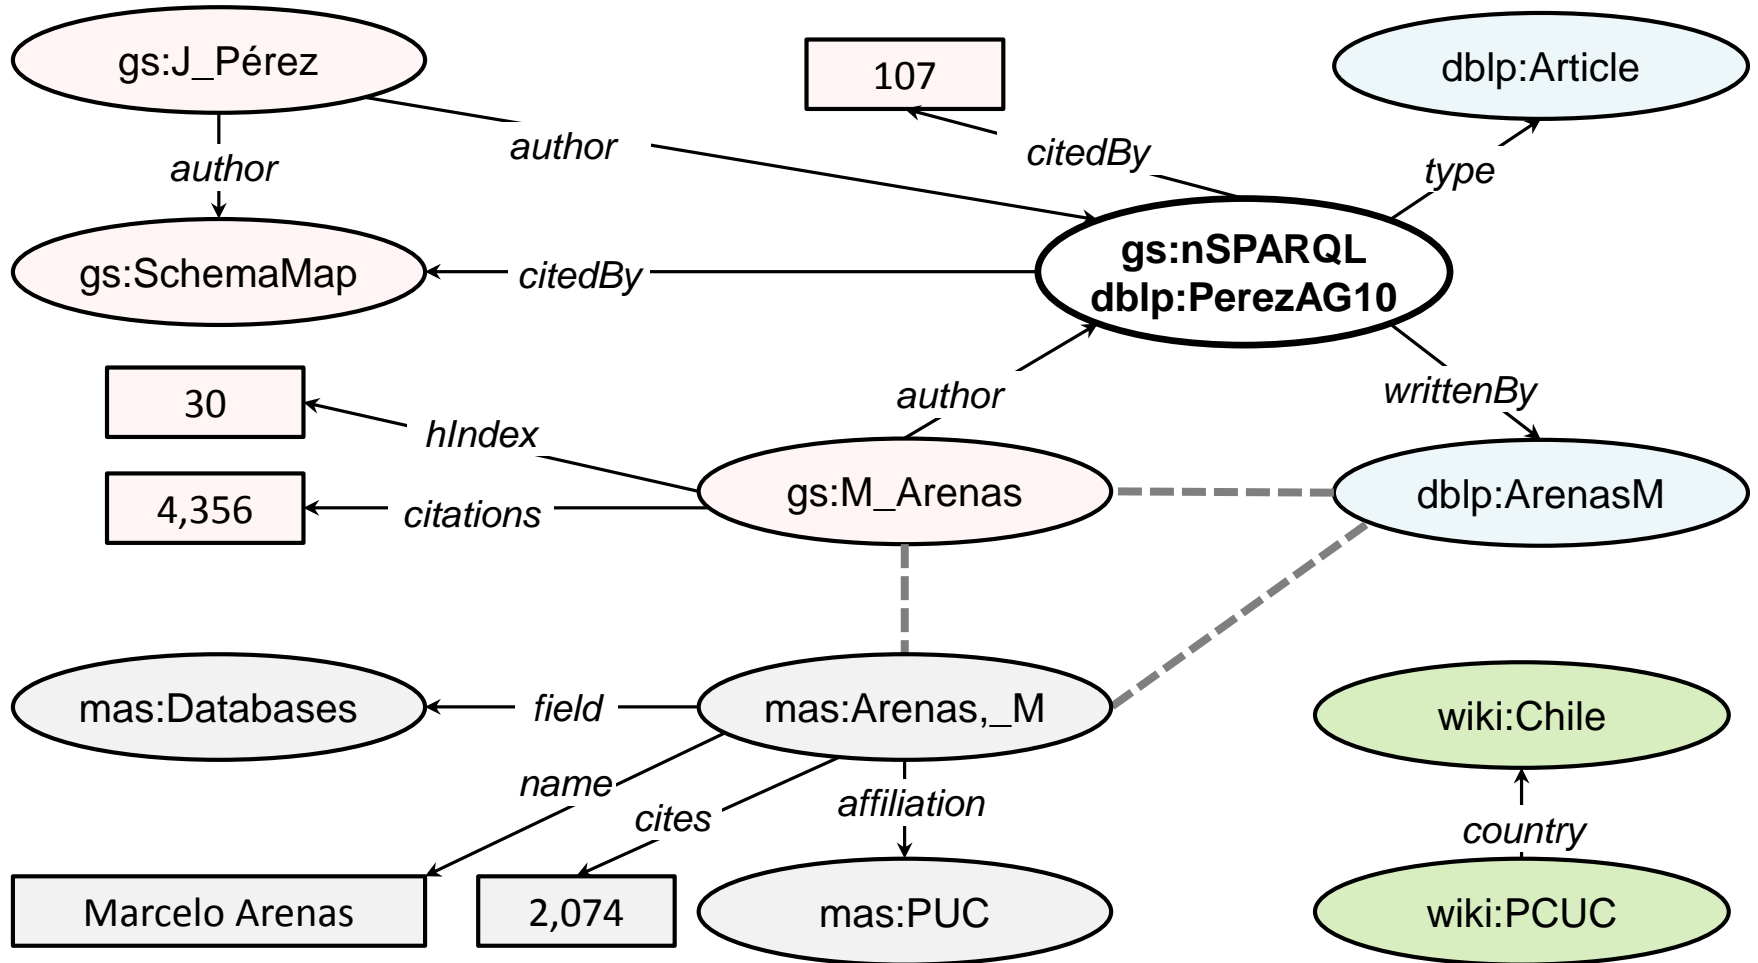 gs:J_Pérez
107
dblp:Article
author
author
citedBy
type
gs:SchemaMap
citedBy
gs:nSPARQL
dblp:PerezAG10
30
hIndex
author
writtenBy
4,356
citations
gs:M_Arenas
dblp:ArenasM
mas:Databases
field
mas:Arenas,_M
wiki:Chile
name
cites
affiliation
country
Marcelo Arenas
2,074
mas:PUC
wiki:PCUC